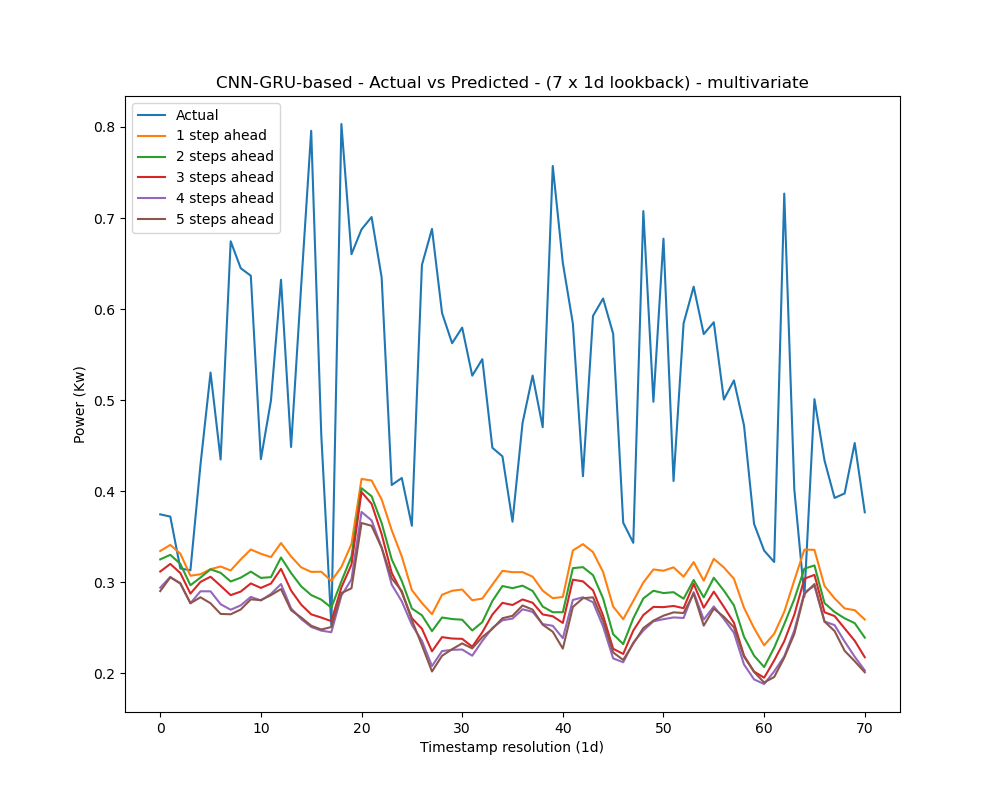 CNN-GRU-based - Actual vs Predicted - (7 x 1d lookback) - multivariate
Actual
1 step ahead
2 steps ahead
3 steps ahead
4 steps ahead
5 steps ahead
Power (Kw)
0.8
0.7
0.6
0.5
0.4
0.3
0.2
0 10 20 30 40 50 60 70
Timestamp resolution (1d)